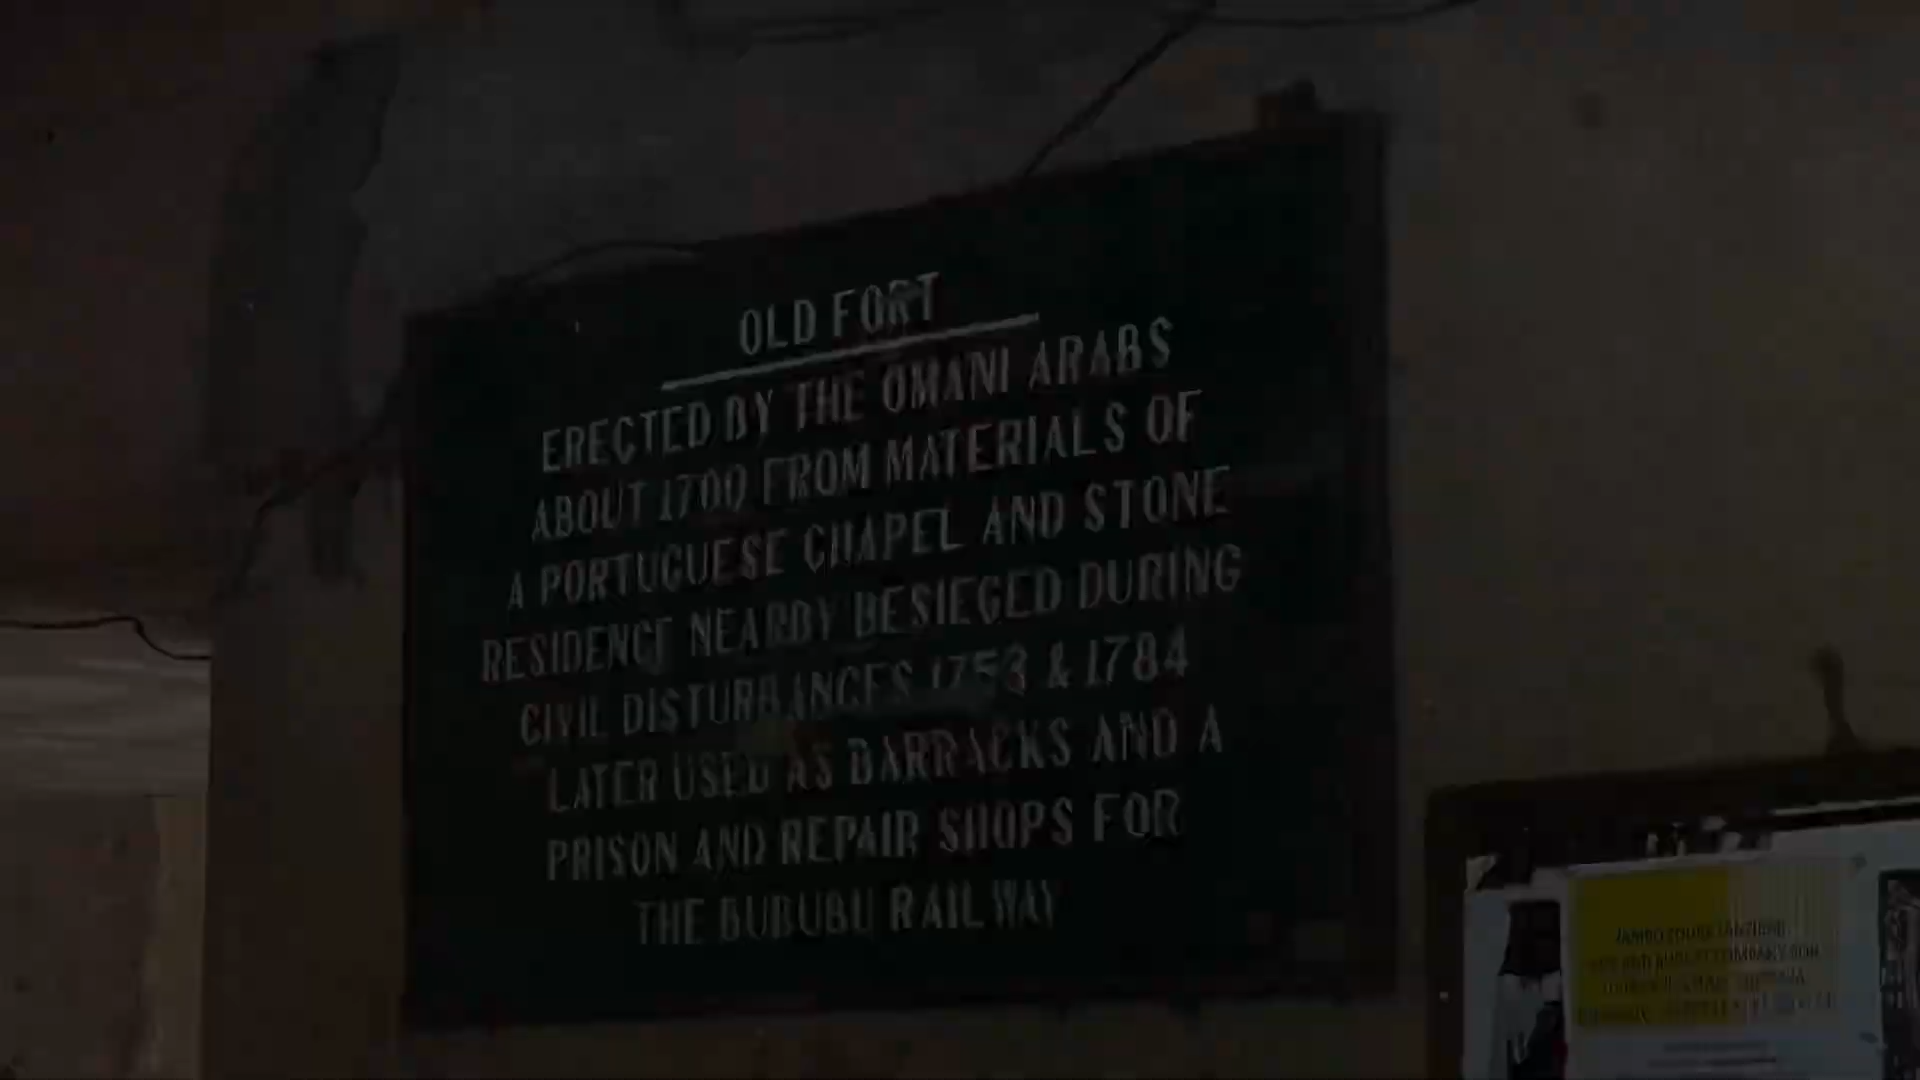 OLD FORT
ERECTED BY THE OMANI ARABS
ABOUT 1700 FROM MATERIALS OF
A PORTUGUESE CHAPEL AND STONE
RESIDENCE NEARBY BESIEGED DURING
CIVIL DISTURBANCES 1753 & 1784
LATER USED AS BARRACKS AND A
PRISON AND REPAIR SHOPS FOR
THE BUBUBU RAILWAY